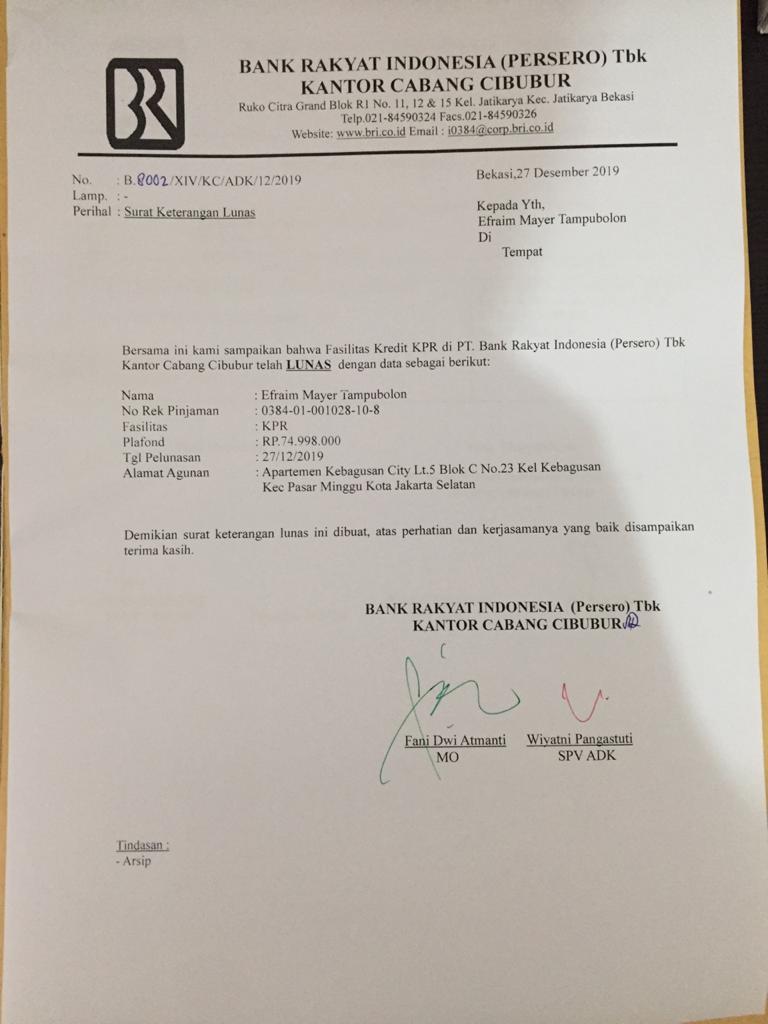 BANK RAKYAT INDONESIA (PERSERO) Tbk
KANTOR CABANG CIBUBUR
Ruko Citra Grand Blok R1 No. 11, 12 & 15 Kel. Jatikarya Kec. Jatikarya Bekasi
Telp.021-84590324 Facs.021-84590326
Website: www.bri.co.id Email : i0384@corp.bri.co.id
BRI
No. : B.8002/XIV/KC/ADK/12/2019
Lamp. : -
Perihal : Surat Keterangan Lunas
Bekasi,27 Desember 2019
Kepada Yth,
Efraim Mayer Tampubolon
Di
Tempat
Bersama ini kami sampaikan bahwa Fasilitas Kredit KPR di PT. Bank Rakyat Indonesia (Persero) Tbk
Kantor Cabang Cibubur telah LUNAS dengan data sebagai berikut:
Nama : Efraim Mayer Tampubolon
No Rek Pinjaman : 0384-01-001028-10-8
Fasilitas : KPR
Plafond : RP.74.998.000
Tgl Pelunasan : 27/12/2019
Alamat Agunan : Apartemen Kebagusan City Lt.5 Blok C No.23 Kel Kebagusan
Kec Pasar Minggu Kota Jakarta Selatan
Demikian surat keterangan lunas ini dibuat, atas perhatian dan kerjasamanya yang baik disampaikan
terima kasih.
BANK RAKYAT INDONESIA (Persero) Tbk
KANTOR CABANG CIBUBUR
Fani Dwi Atmanti Wiyatni Pangastuti
MO SPV ADK
Tindasan :
- Arsip